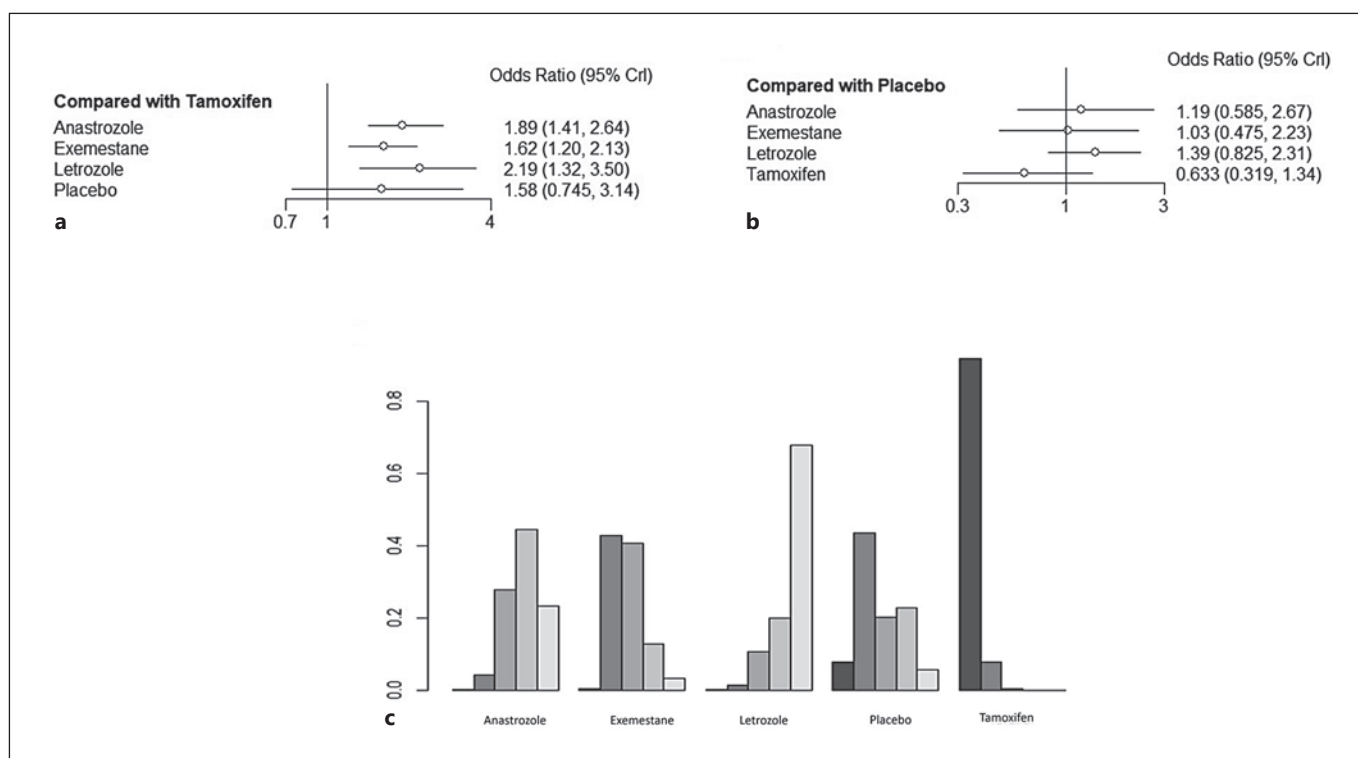 Odds Ratio (95% CrI)
Compared with Tamoxifen
Anastrozole 1.89 (1.41, 2.64)
Exemestane 1.62 (1.20, 2.13)
Letrozole 2.19 (1.32, 3.50)
Placebo 1.58 (0.745, 3.14)
0.7 1 4
a
Odds Ratio (95% CrI)
Compared with Placebo
Anastrozole 1.19 (0.585, 2.67)
Exemestane 1.03 (0.475, 2.23)
Letrozole 1.39 (0.825, 2.31)
Tamoxifen 0.633 (0.319, 1.34)
0.3 1 3
b
0.8
0.6
0.4
0.2
0.0
c
Anastrozole Exemestane Letrozole Placebo Tamoxifen